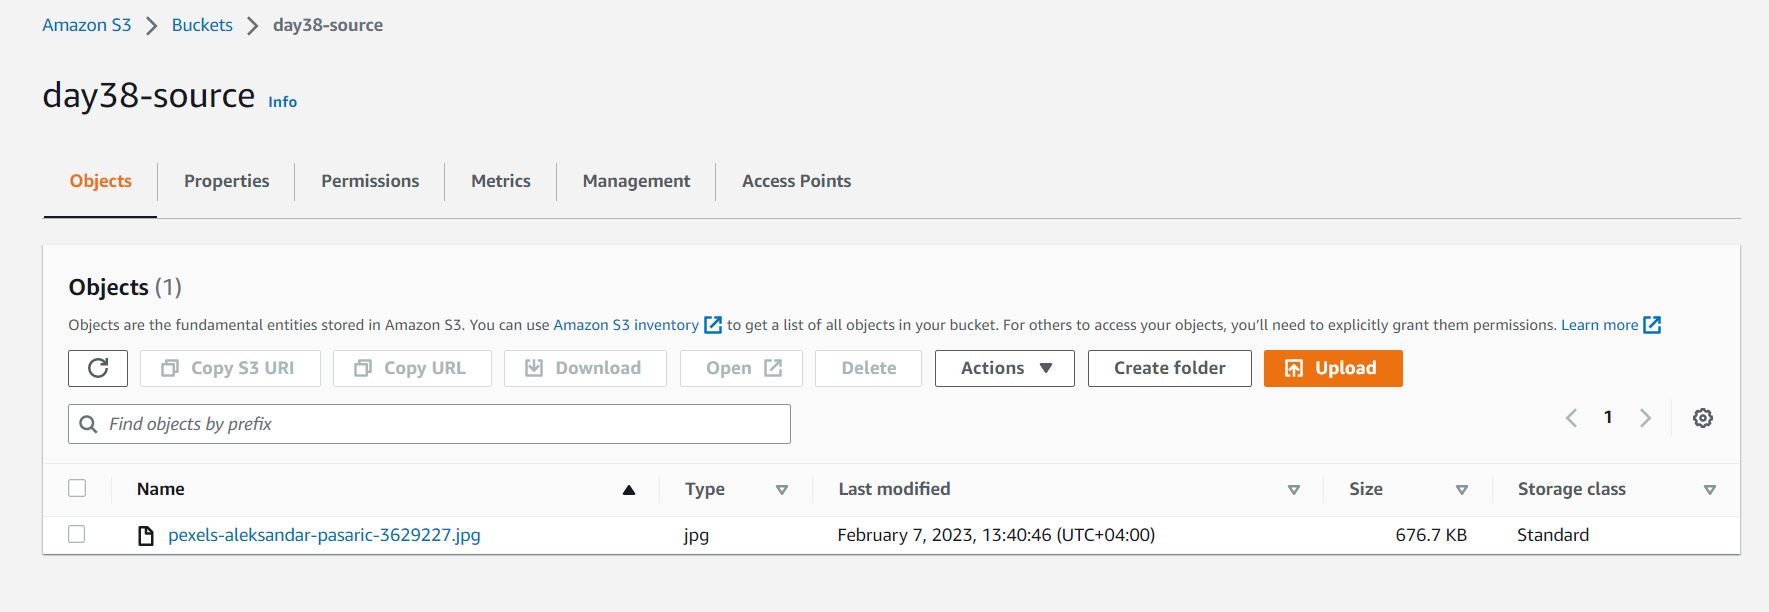 Amazon S3 > Buckets > day38-source
day38-source Info
Objects Properties Permissions Metrics Management Access Points
Objects (1)
Objects are the fundamental entities stored in Amazon S3. You can use Amazon S3 inventory to get a list of all objects in your bucket. For others to access your objects, you'll need to explicitly grant them permissions. Learn more
Copy S3 URI Copy URL Download Open Delete Actions Create folder Upload
Find objects by prefix
1
Name Type Last modified Size Storage class
pexels-aleksandar-pasaric-3629227.jpg jpg February 7, 2023, 13:40:46 (UTC+04:00) 676.7 KB Standard